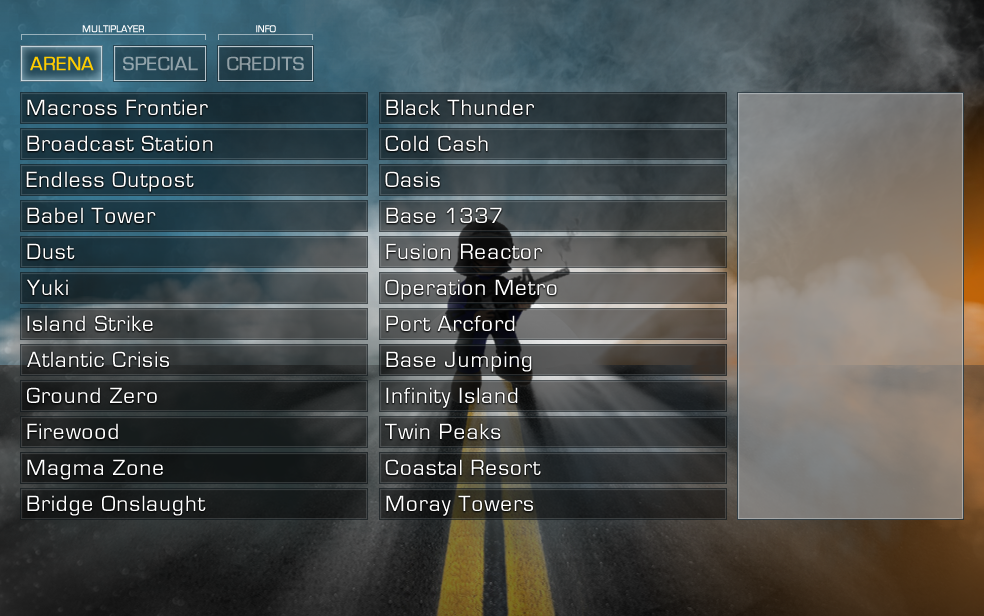 MULTIPLAYER INFO
ARENA SPECIAL CREDITS
Macross Frontier Black Thunder
Broadcast Station Cold Cash
Endless Outpost Oasis
Babel Tower Base 1337
Dust Fusion Reactor
Yuki Operation Metro
Island Strike Port Arcford
Atlantic Crisis Base Jumping
Ground Zero Infinity Island
Firewood Twin Peaks
Magma Zone Coastal Resort
Bridge Onslaught Moray Towers